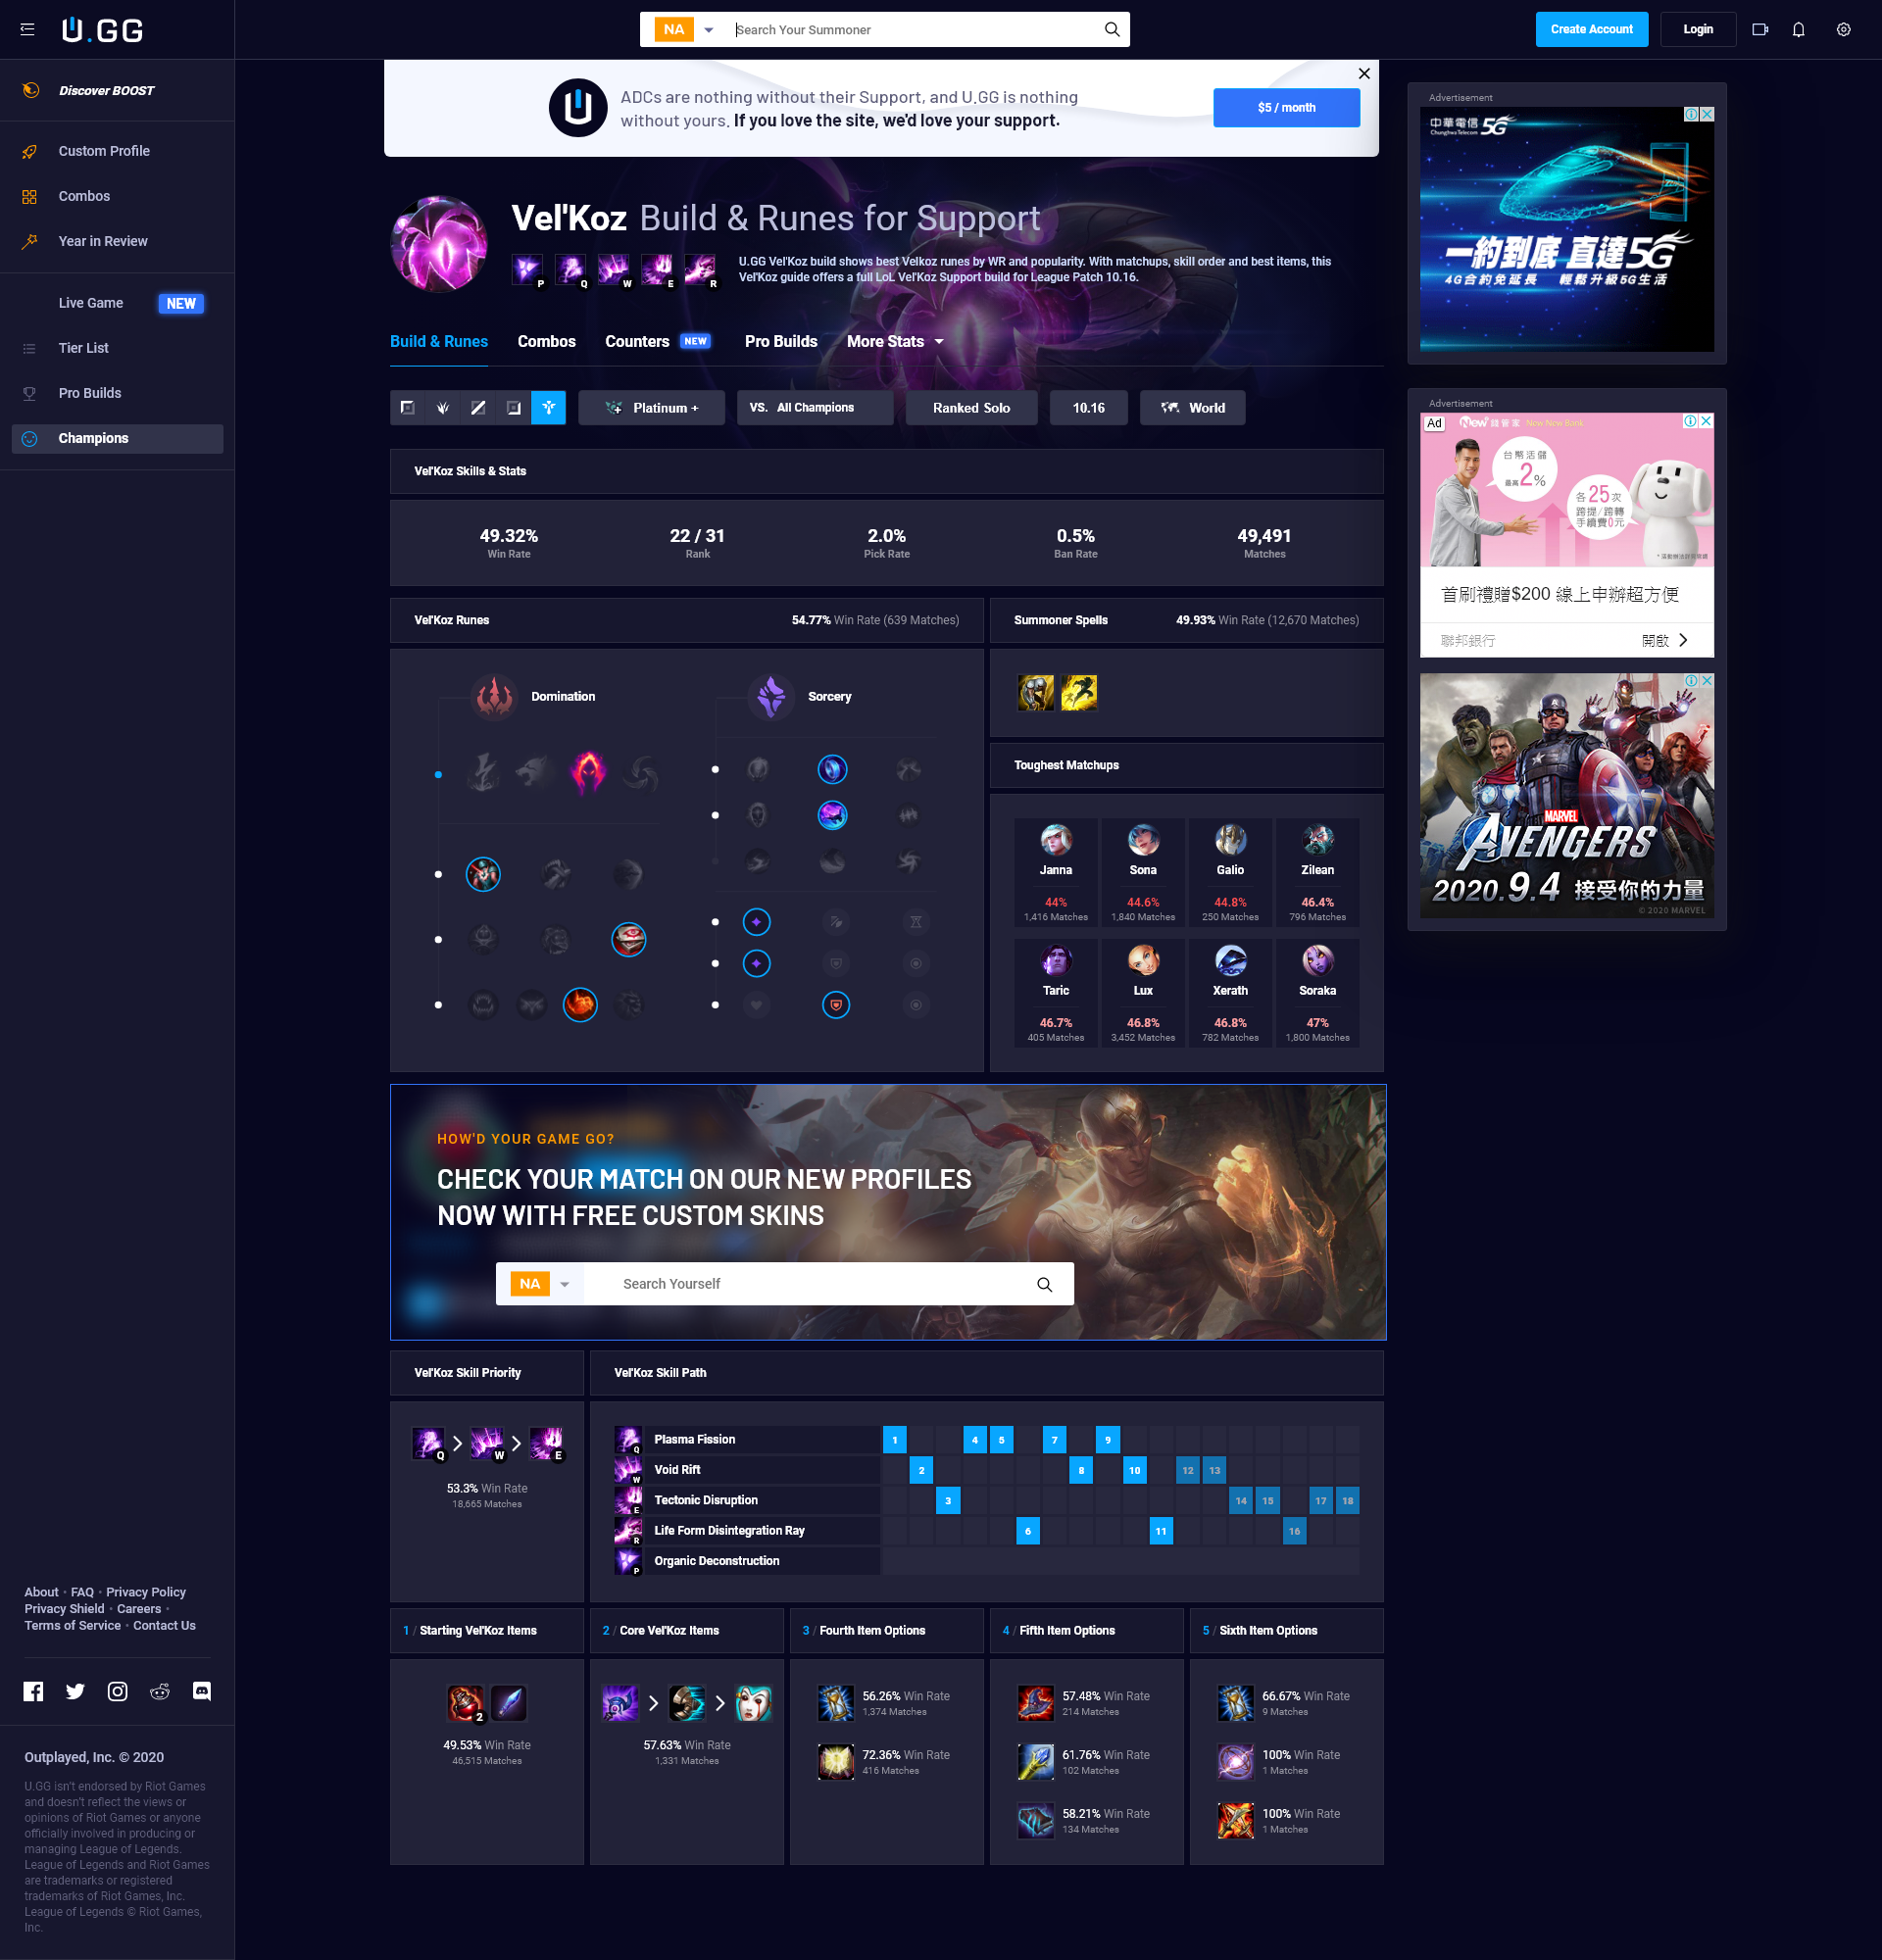 U.GG
NA
Search Your Summoner
Create Account
Login
Discover BOOST
Custom Profile
Combos
Year in Review
Live Game NEW
Tier List
Pro Builds
Champions
ADCs are nothing without their Support, and U.GG is nothing
without yours. If you love the site, we'd love your support.
$5 / month
Vel'Koz Build & Runes for Support
P Q W E R
U.GG Vel'Koz build shows best Velkoz runes by WR and popularity. With matchups, skill order and best items, this
Vel'Koz guide offers a full LoL Vel'Koz Support build for League Patch 10.16.
Build & Runes Combos Counters NEW Pro Builds More Stats
Platinum + VS. All Champions Ranked Solo 10.16 World
Vel'Koz Skills & Stats
49.32% 22 / 31 2.0% 0.5% 49,491
Win Rate Rank Pick Rate Ban Rate Matches
Vel'Koz Runes 54.77% Win Rate (639 Matches)
Domination Sorcery
Summoner Spells 49.93% Win Rate (12,670 Matches)
Toughest Matchups
Janna Sona Galio Zilean
44% 44.6% 44.8% 46.4%
1,416 Matches 1,840 Matches 250 Matches 796 Matches
Taric Lux Xerath Soraka
46.7% 46.8% 46.8% 47%
405 Matches 3,452 Matches 782 Matches 1,800 Matches
HOW'D YOUR GAME GO?
CHECK YOUR MATCH ON OUR NEW PROFILES
NOW WITH FREE CUSTOM SKINS
NA Search Yourself
Vel'Koz Skill Priority
Q W E
53.3% Win Rate
18,665 Matches
Vel'Koz Skill Path
Q Plasma Fission 1 4 5 7 9
W Void Rift 2 8 10 12 13
E Tectonic Disruption 3 14 15 17 18
R Life Form Disintegration Ray 6 11 16
P Organic Deconstruction
1 / Starting Vel'Koz Items
2
49.53% Win Rate
46,515 Matches
2 / Core Vel'Koz Items
57.63% Win Rate
1,331 Matches
3 / Fourth Item Options
56.26% Win Rate
1,374 Matches
72.36% Win Rate
416 Matches
4 / Fifth Item Options
57.48% Win Rate
214 Matches
61.76% Win Rate
102 Matches
58.21% Win Rate
134 Matches
5 / Sixth Item Options
66.67% Win Rate
9 Matches
100% Win Rate
1 Matches
100% Win Rate
1 Matches
Advertisement
中華電信 5G
Chunghwa Telecom
一約到底 直達5G
4G合約免延長 輕鬆升級5G生活
Advertisement
Ad
New New Bank
台幣活儲
最高2%
各25次
跨提/跨轉
手續費0元
首刷禮贈$200 線上申辦超方便
聯邦銀行 開啟
MARVEL
AVENGERS
2020.9.4 接受你的力量
© 2020 MARVEL
About • FAQ • Privacy Policy
Privacy Shield • Careers •
Terms of Service • Contact Us
Outplayed, Inc. © 2020
U.GG isn't endorsed by Riot Games
and doesn't reflect the views or
opinions of Riot Games or anyone
officially involved in producing or
managing League of Legends.
League of Legends and Riot Games
are trademarks or registered
trademarks of Riot Games, Inc.
League of Legends © Riot Games,
Inc.